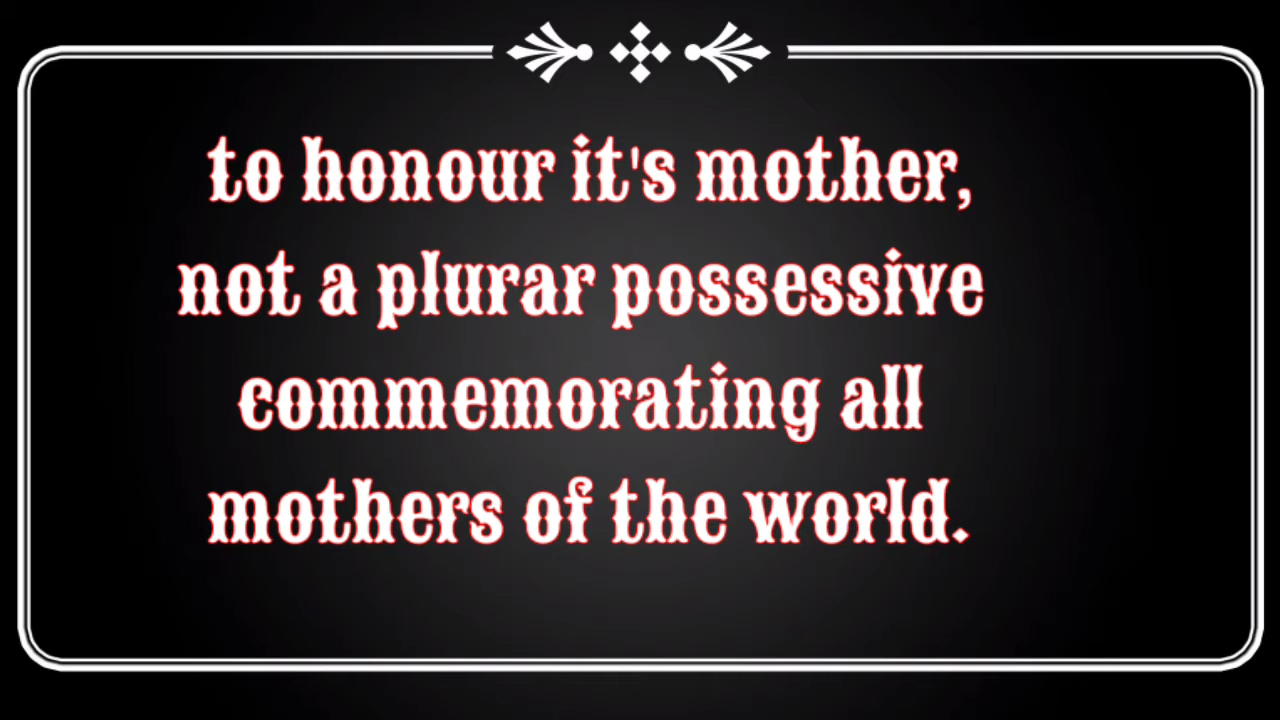 to honour it's mother,
not a plurar possessive
commemorating all
mothers of the world.